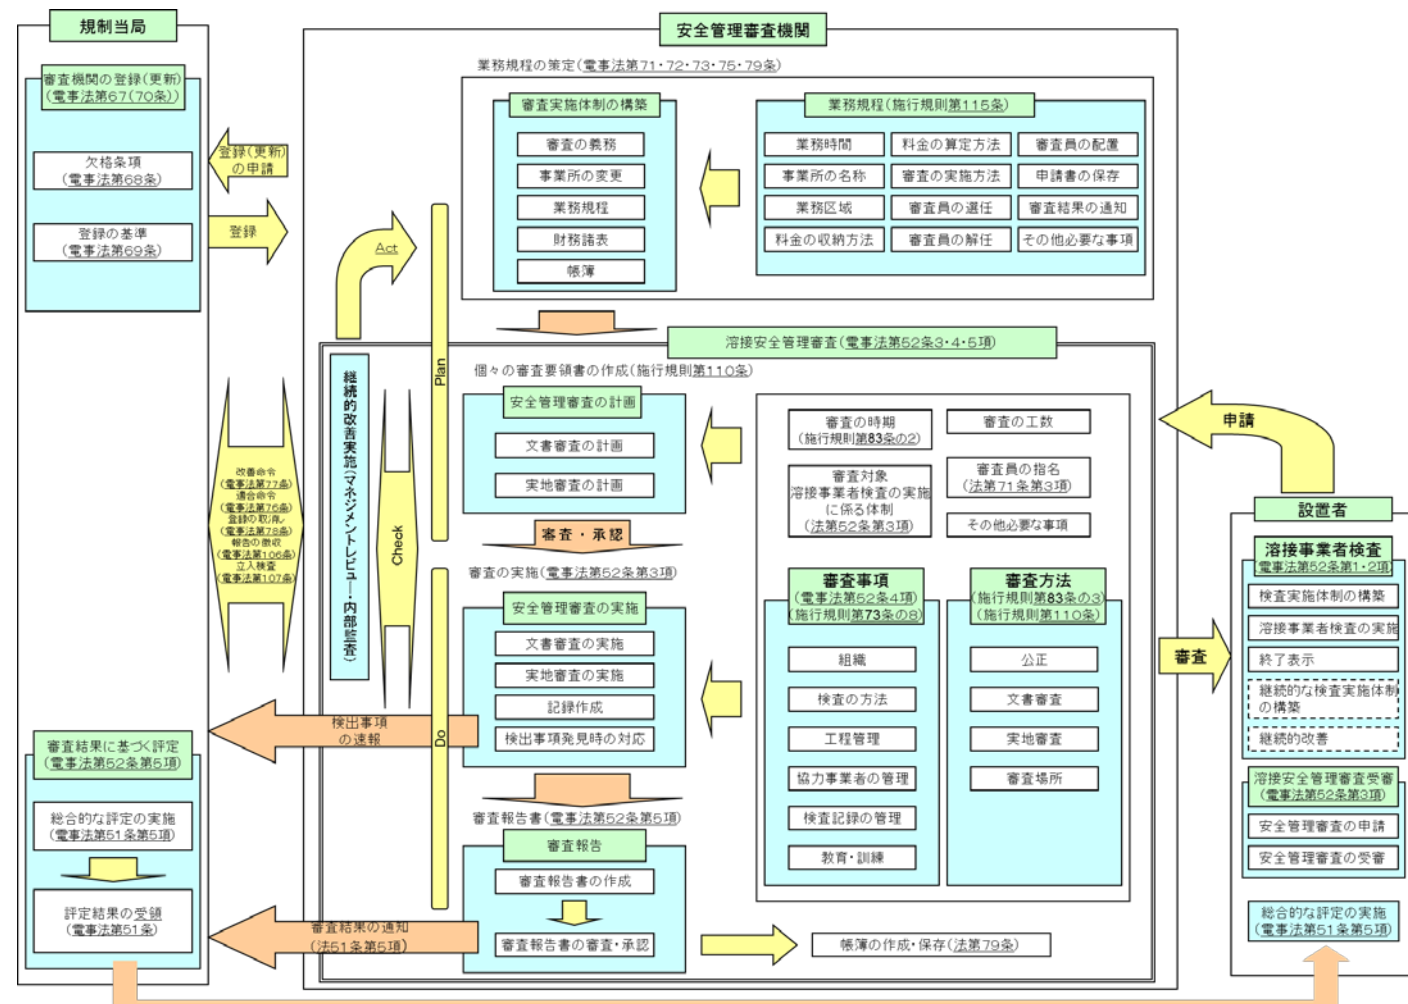 規制当局
審査機関の登録(更新)
(電事法第67(70条))
欠格条項
(電事法第68条)
登録の基準
(電事法第69条)
登録(更新)
の申請
登録
改善命令
(電事法第77条)
適合命令
(電事法第76条)
登録の取消し
(電事法第78条)
報告の徴収
(電事法第106条)
立入検査
(電事法第107条)
審査結果に基づく評定
(電事法第52条第5項)
総合的な評定の実施
(電事法第51条第5項)
評定結果の受領
(電事法第51条)
安全管理審査機関
業務規程の策定(電事法第71・72・73・75・79条)
審査実施体制の構築
審査の義務
事業所の変更
業務規程
財務諸表
帳簿
業務規程(施行規則第115条)
業務時間
料金の算定方法
審査員の配置
事業所の名称
審査の実施方法
申請書の保存
業務区域
審査員の選任
審査結果の通知
料金の収納方法
審査員の解任
その他必要な事項
Act
Plan
Check
Do
継続的改善実施(マネジメントレビュー・内部監査)
溶接安全管理審査(電事法第52条3・4・5項)
個々の審査要領書の作成(施行規則第110条)
安全管理審査の計画
文書審査の計画
実地審査の計画
審査・承認
審査の時期
(施行規則第83条の2)
審査の工数
審査対象
溶接事業者検査の実施
に係る体制
(法第52条第3項)
審査員の指名
(法第71条第3項)
その他必要な事項
審査の実施(電事法第52条第3項)
安全管理審査の実施
文書審査の実施
実地審査の実施
記録作成
検出事項発見時の対応
検出事項
の速報
審査事項
(電事法第52条4項)
(施行規則第73条の8)
組織
検査の方法
工程管理
協力事業者の管理
検査記録の管理
教育・訓練
審査方法
(施行規則第83条の3)
(施行規則第110条)
公正
文書審査
実地審査
審査場所
審査報告書(電事法第52条第5項)
審査報告
審査報告書の作成
審査報告書の審査・承認
審査結果の通知
(法51条第5項)
帳簿の作成・保存(法第79条)
申請
審査
設置者
溶接事業者検査
(電事法第52条第1・2項)
検査実施体制の構築
溶接事業者検査の実施
終了表示
継続的な検査実施体制
の構築
継続的改善
溶接安全管理審査受審
(電事法第52条第3項)
安全管理審査の申請
安全管理審査の受審
総合的な評定の実施
(電事法第51条第5項)